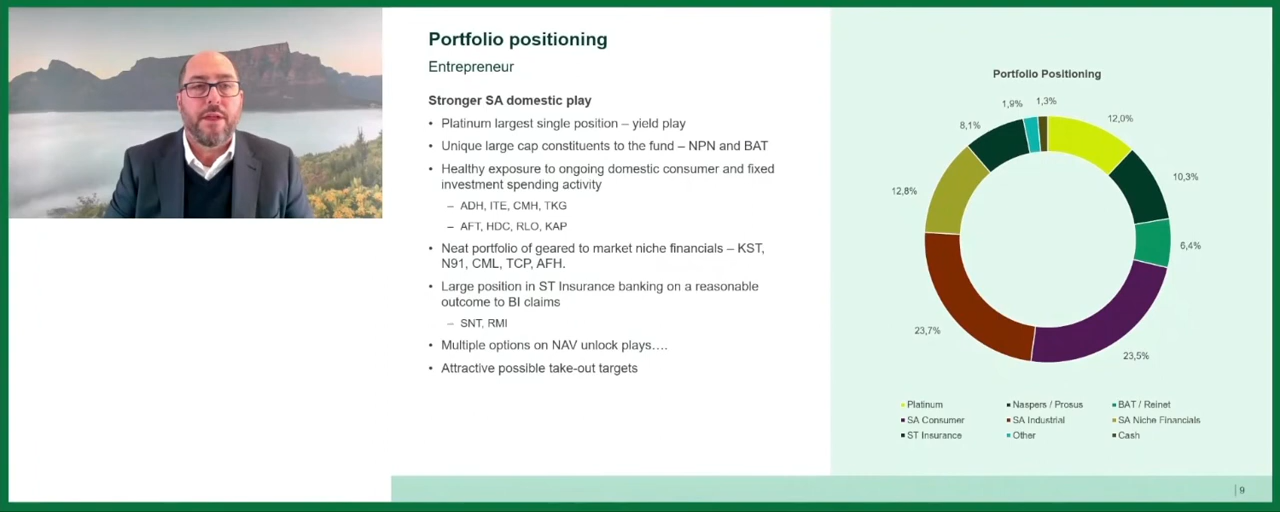 Portfolio positioning
Entrepreneur
Stronger SA domestic play
• Platinum largest single position – yield play
• Unique large cap constituents to the fund – NPN and BAT
• Healthy exposure to ongoing domestic consumer and fixed
investment spending activity
– ADH, ITE, CMH, TKG
– AFT, HDC, RLO, KAP
• Neat portfolio of geared to market niche financials – KST,
N91, CML, TCP, AFH.
• Large position in ST Insurance banking on a reasonable
outcome to BI claims
– SNT, RMI
• Multiple options on NAV unlock plays….
• Attractive possible take-out targets
Portfolio Positioning
1,9%
1,3%
12,0%
8,1%
10,3%
12,8%
6,4%
23,7%
23,5%
Platinum
Naspers / Prosus
BAT / Reinet
SA Consumer
SA Industrial
SA Niche Financials
ST Insurance
Other
Cash
| 9